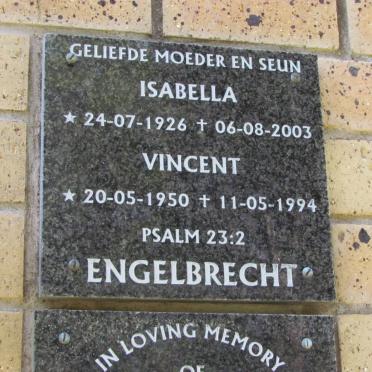 GELIEFDE MOEDER EN SEUN
ISABELLA
★ 24-07-1926 ✝ 06-08-2003
VINCENT
★ 20-05-1950 ✝ 11-05-1994
PSALM 23:2
ENGELBRECHT
IN LOVING MEMORY
OF